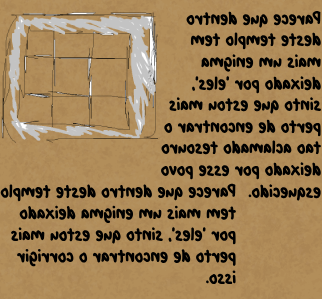 Parece que dentro
deste templo tem
mais um enigma
deixado por 'eles',
sinto que estou mais
perto de encontrar o
tao aclamado tesouro
deixado por esse povo
esquecido. Parece que dentro deste templo
tem mais um enigma deixado
por 'eles', sinto que estou mais
perto de encontrar o corrigir
isso.